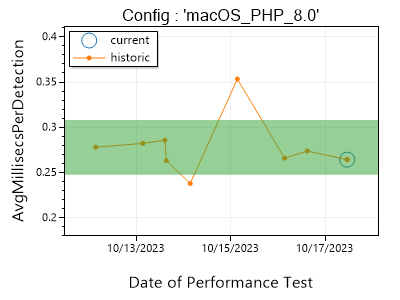 Config : 'macOS_PHP_8.0'
current
historic
AvgMillisecsPerDetection
0.4
0.35
0.3
0.25
0.2
10/13/2023
10/15/2023
10/17/2023
Date of Performance Test